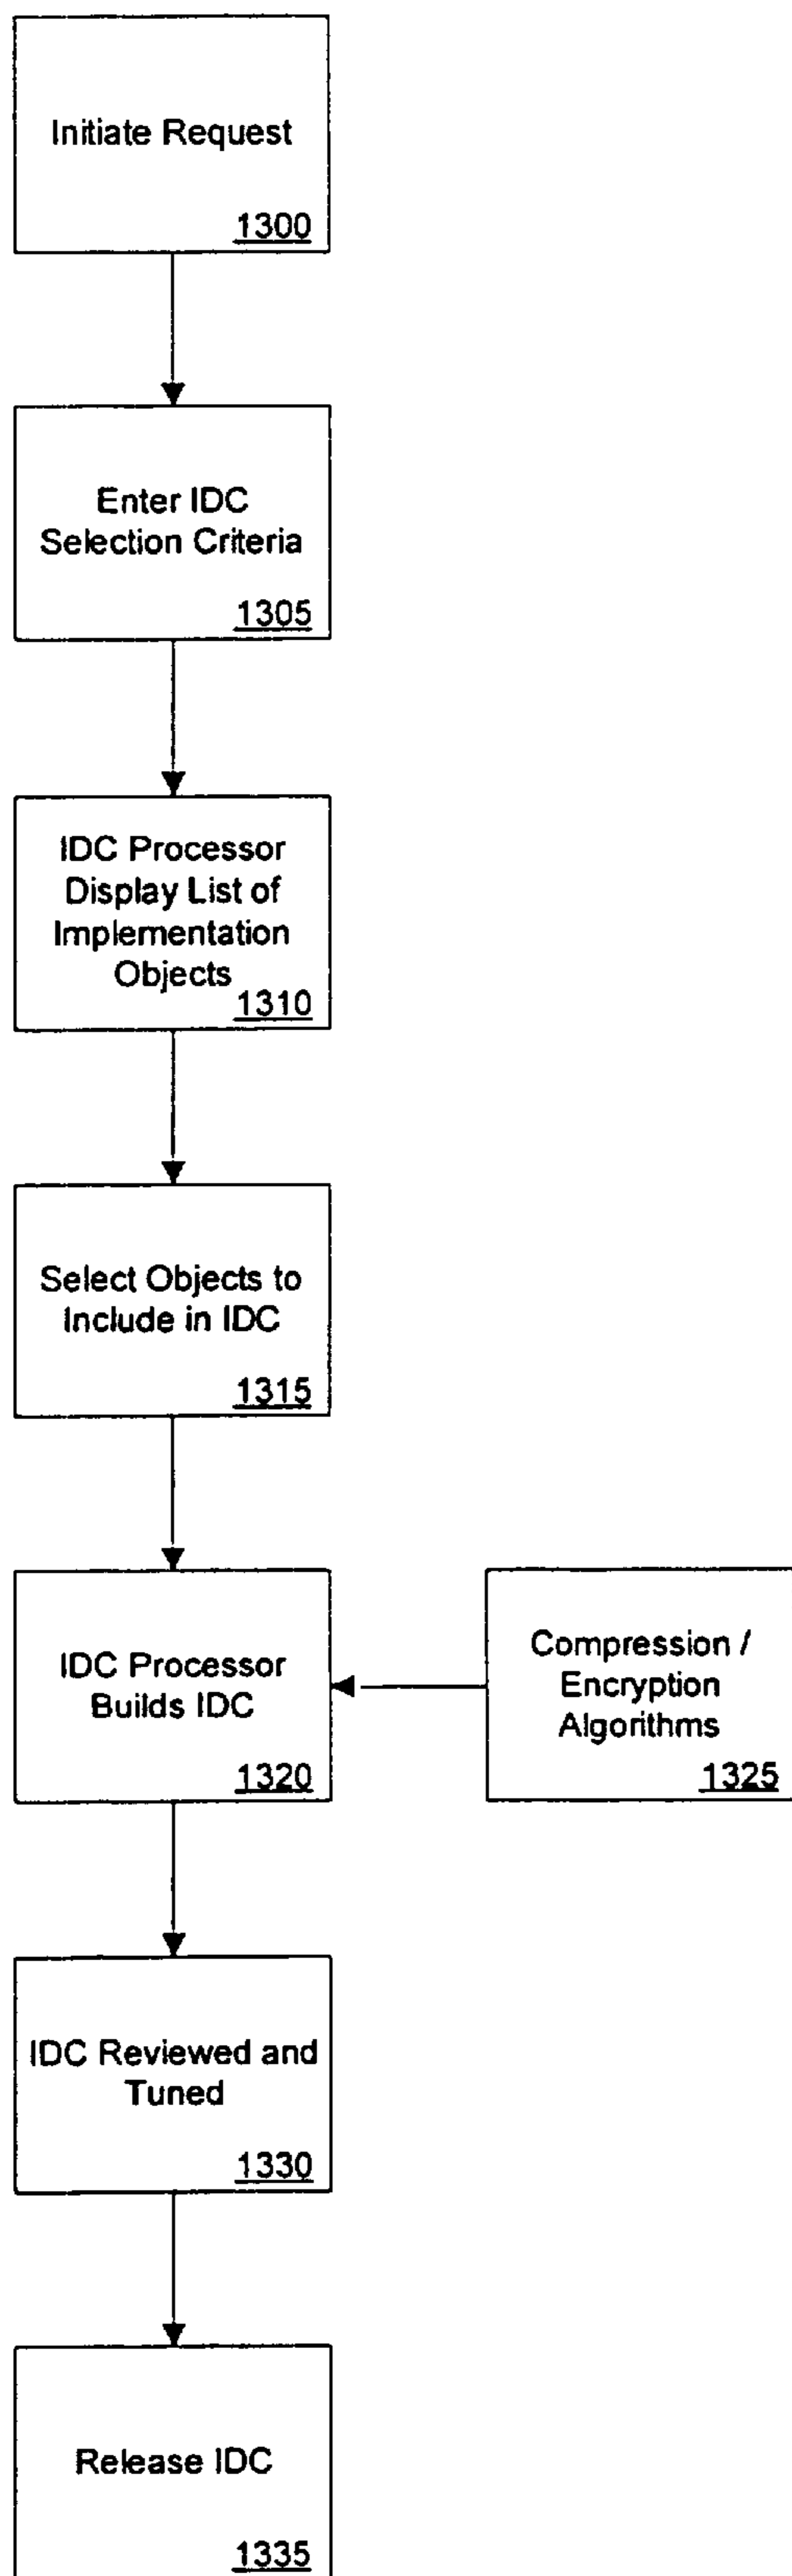 Initiate Request
1300
Enter IDC
Selection Criteria
1305
IDC Processor
Display List of
Implementation
Objects
1310
Select Objects to
Include in IDC
1315
IDC Processor
Builds IDC
1320
Compression /
Encryption
Algorithms
1325
IDC Reviewed and
Tuned
1330
Release IDC
1335